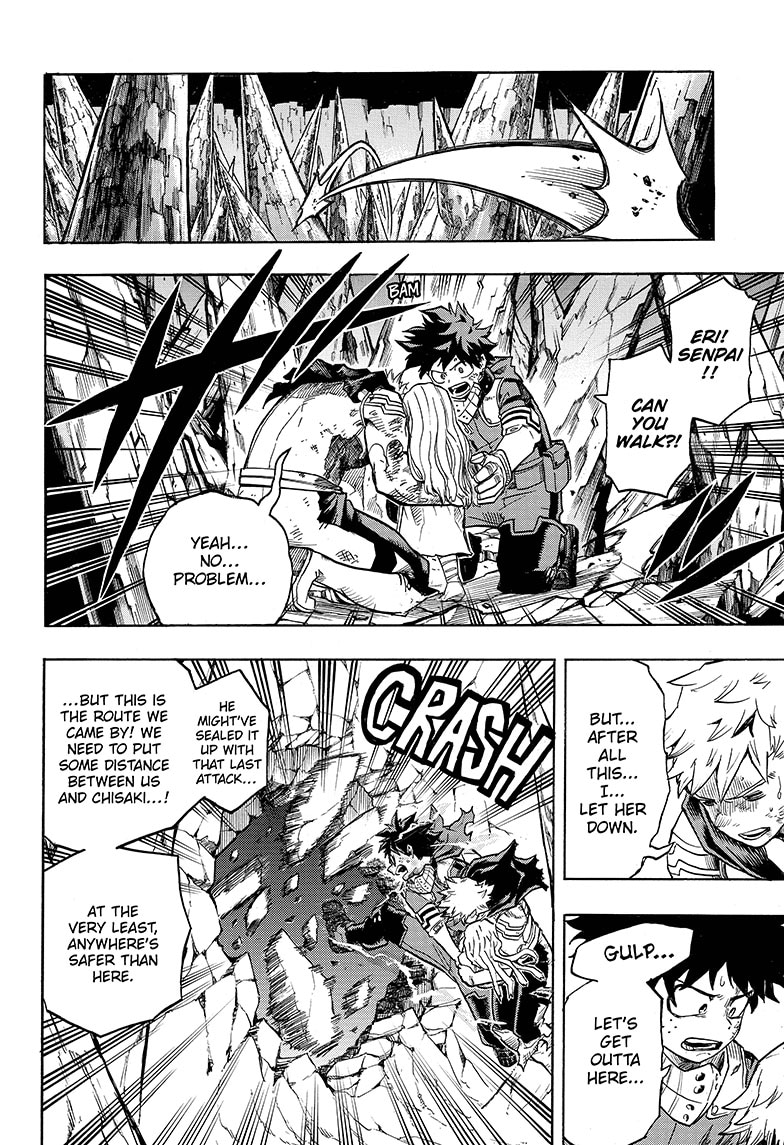 BAM
ERI!
SENPAI
!!
CAN
YOU
WALK?!
YEAH...
NO...
PROBLEM...
BUT...
AFTER
ALL
THIS...
I...
LET HER
DOWN.
GULP...
LET'S
GET
OUTTA
HERE...
CRASH
HE
MIGHT'VE
SEALED IT
UP WITH
THAT LAST
ATTACK...
...BUT THIS IS
THE ROUTE WE
CAME BY! WE
NEED TO PUT
SOME DISTANCE
BETWEEN US
AND CHISAKI...!
AT THE
VERY LEAST,
ANYWHERE'S
SAFER THAN
HERE.